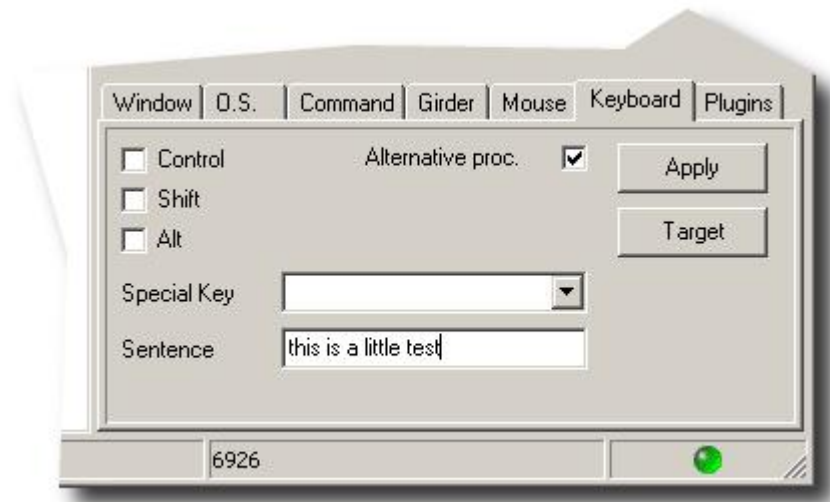 Window O.S. Command Girder Mouse Keyboard Plugins
Control Alternative proc. Apply
Shift
Alt Target
Special Key
Sentence this is a little test
6926